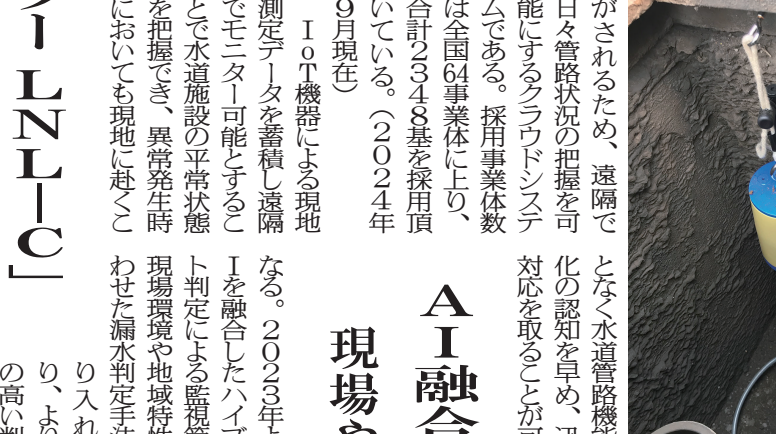 がされるため、遠隔で
日々管路状況の把握を可
能にするクラウドシステ
ムである。採用事業体数
は全国64事業体に上り、
合計2348基を採用頂
いている。(2024年
9月現在)
IoT機器による現地
測定データを蓄積し遠隔
でモニター可能とするこ
とで水道施設の平常状態
を把握でき、異常発生時
においても現地に赴くこ
ー LNL―C」
となく水道管路機能
化の認知を早め、迅
対応を取ることが可
AI融合
現場や
なる。2023年よ
Iを融合したハイブ
ト判定による監視箇
現場環境や地域特性
わせた漏水判定手法
り入れ
り、より
の高い判